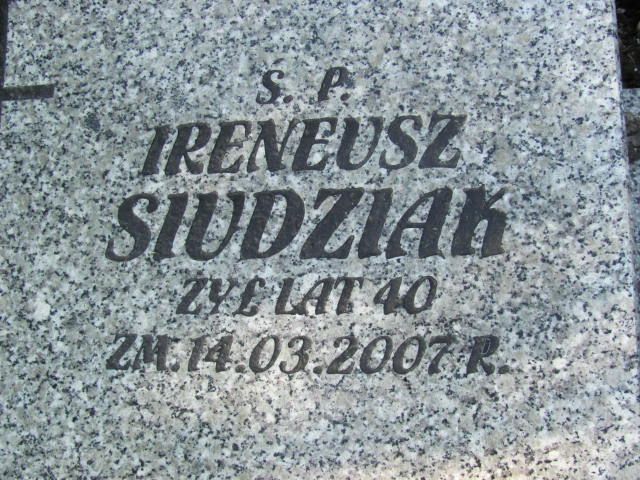 Ś. P.
IRENEUSZ
SIUDZIAK
ŻYŁ LAT 40
ZM.14.03.2007 R.